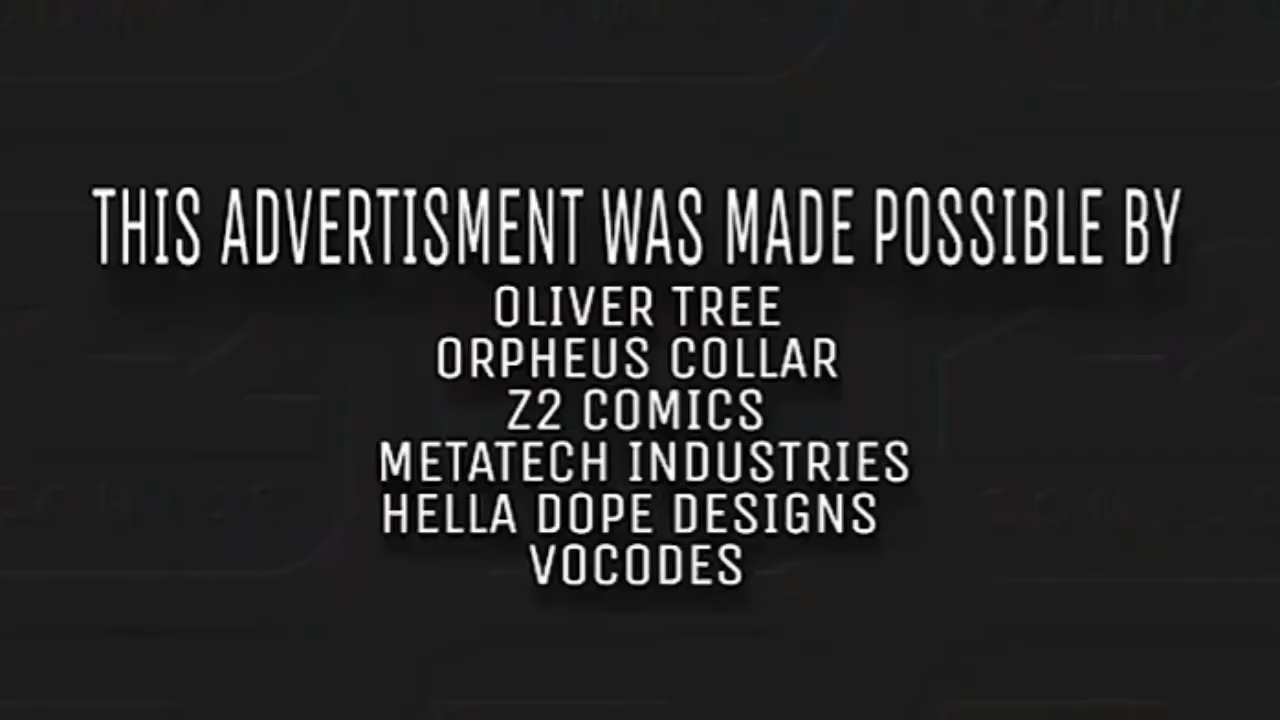 THIS ADVERTISMENT WAS MADE POSSIBLE BY
OLIVER TREE
ORPHEUS COLLAR
Z2 COMICS
METATECH INDUSTRIES
HELLA DOPE DESIGNS
VOCODES